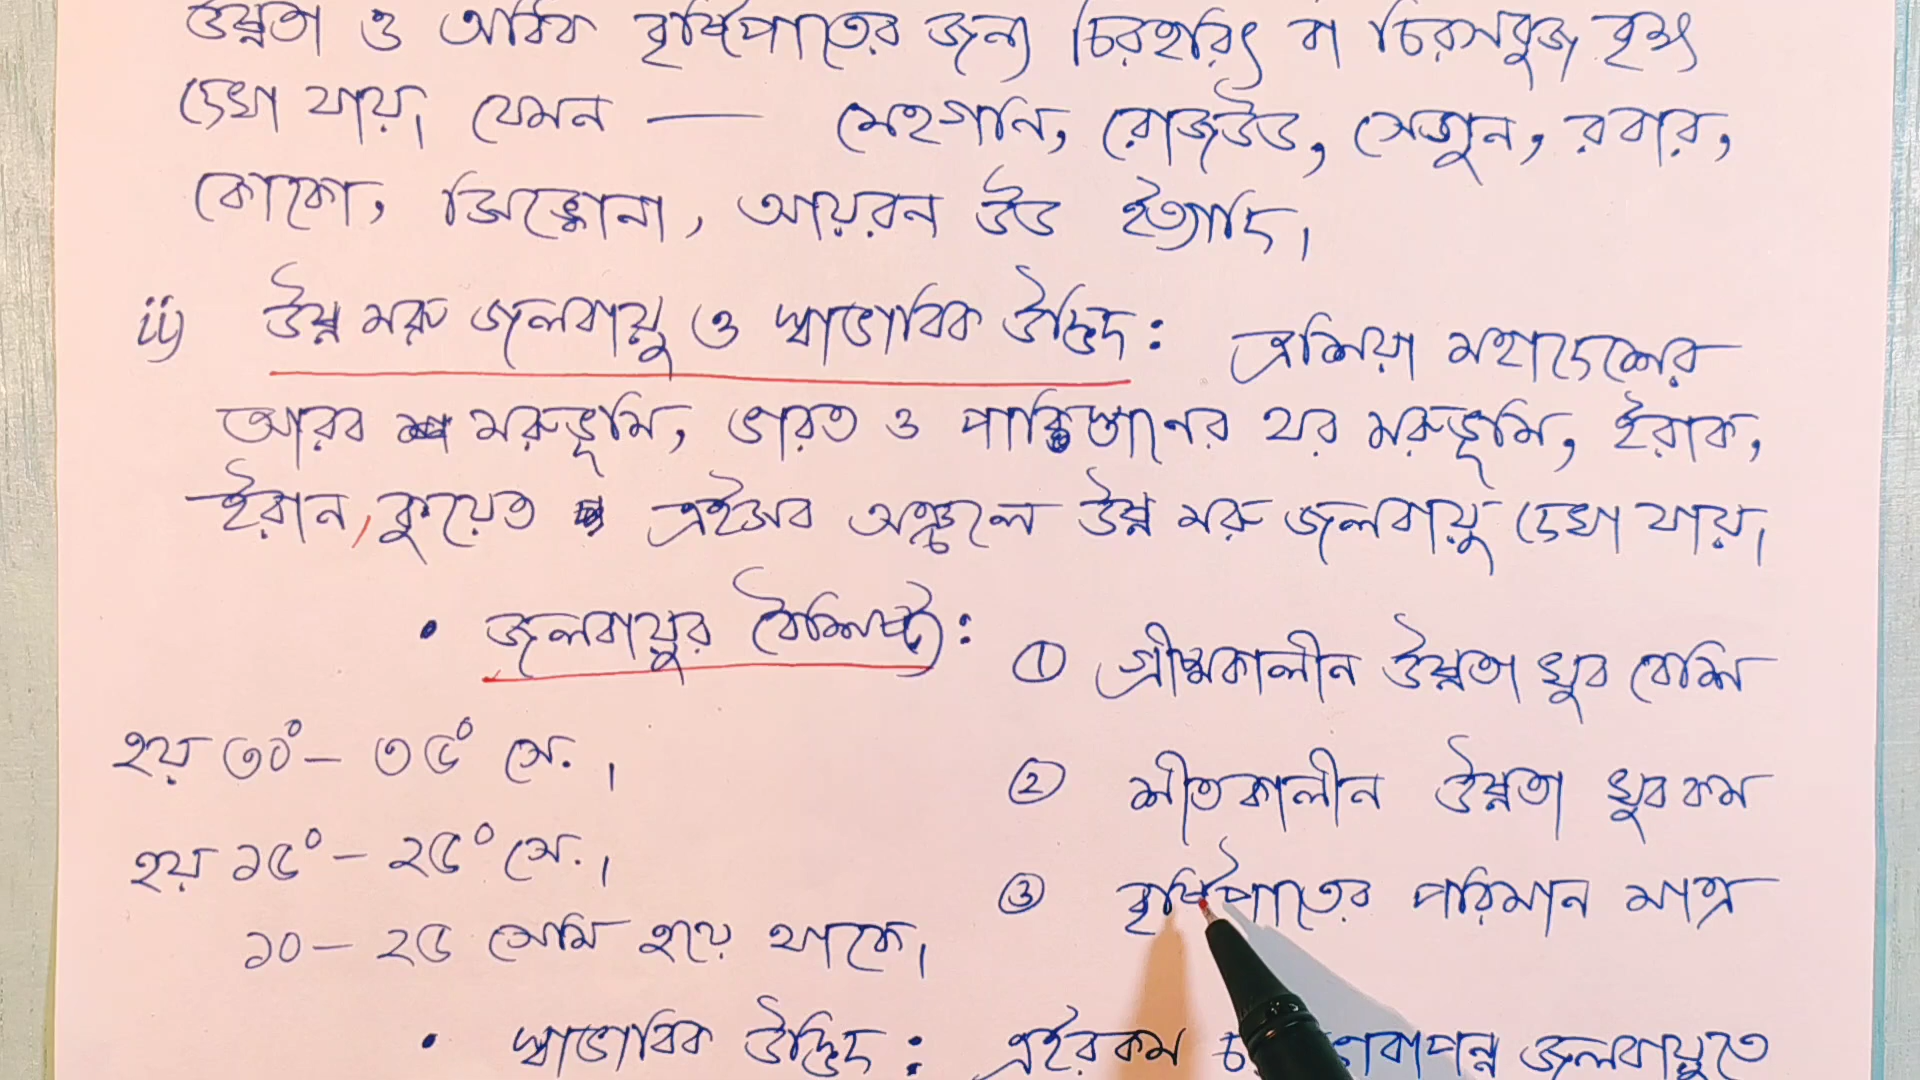 উষ্ণতা ও অধিক বৃষ্টিপাতের জন্য চিরহরিৎ বা চিরসবুজ বৃক্ষ
দেখা যায়। যেমন — মেহগনি, রোজউড, সেগুন, রবার,
কোকো, সিঙ্কোনা, আয়রন উড ইত্যাদি।
ii) উষ্ণ মরু জলবায়ু ও স্বাভাবিক উদ্ভিদ : এশিয়া মহাদেশের
আরব মরুভূমি, ভারত ও পাকিস্তানের থর মরুভূমি, ইরাক,
ইরান, কুয়েত এইসব অঞ্চলে উষ্ণ মরু জলবায়ু দেখা যায়।
• জলবায়ুর বৈশিষ্ট্য : ① গ্রীষ্মকালীন উষ্ণতা খুব বেশি
হয় ৩০° – ৩৫° সে. ।
② শীতকালীন উষ্ণতা খুব কম
হয় ১৫° – ২৫° সে. ।
③ বৃষ্টিপাতের পরিমান মাত্র
১০ – ২৫ সেমি হয়ে থাকে।
• স্বাভাবিক উদ্ভিদ : এইরকম জলবায়ুতে